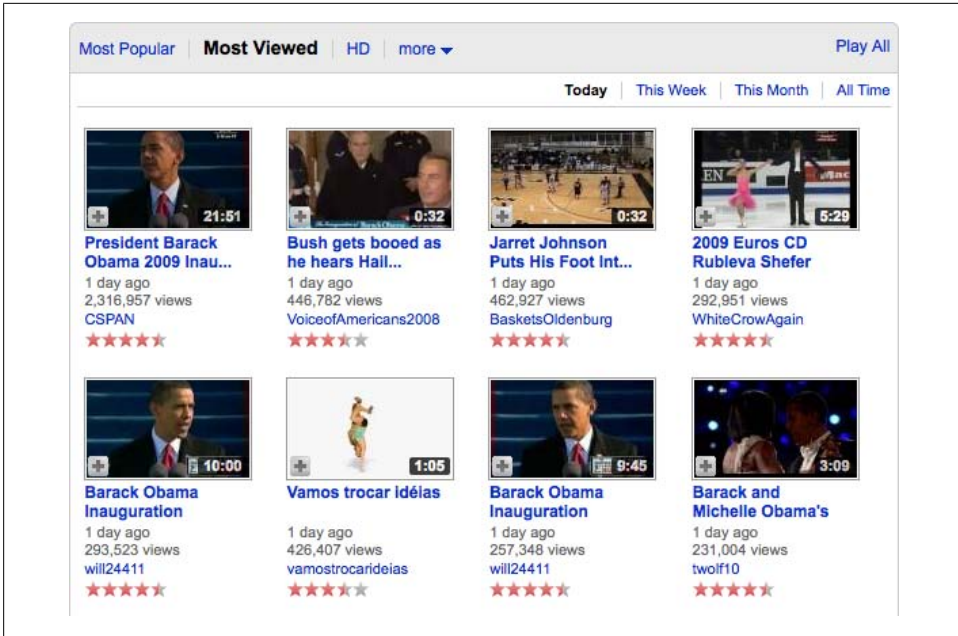 Most Popular Most Viewed HD more Play All
Today This Week This Month All Time
21:51 0:32 0:32 5:29
President Barack Bush gets booed as Jarret Johnson 2009 Euros CD
Obama 2009 Inau... he hears Hail... Puts His Foot Int... Rubleva Shefer
1 day ago 1 day ago 1 day ago 1 day ago
2,316,957 views 446,782 views 462,927 views 292,951 views
CSPAN VoiceofAmericans2008 BasketsOldenburg WhiteCrowAgain
10:00 1:05 9:45 3:09
Barack Obama Vamos trocar idéias Barack Obama Barack and
Inauguration Inauguration Michelle Obama's
1 day ago 1 day ago 1 day ago 1 day ago
293,523 views 426,407 views 257,348 views 231,004 views
will24411 vamostrocarideias will24411 twolf10